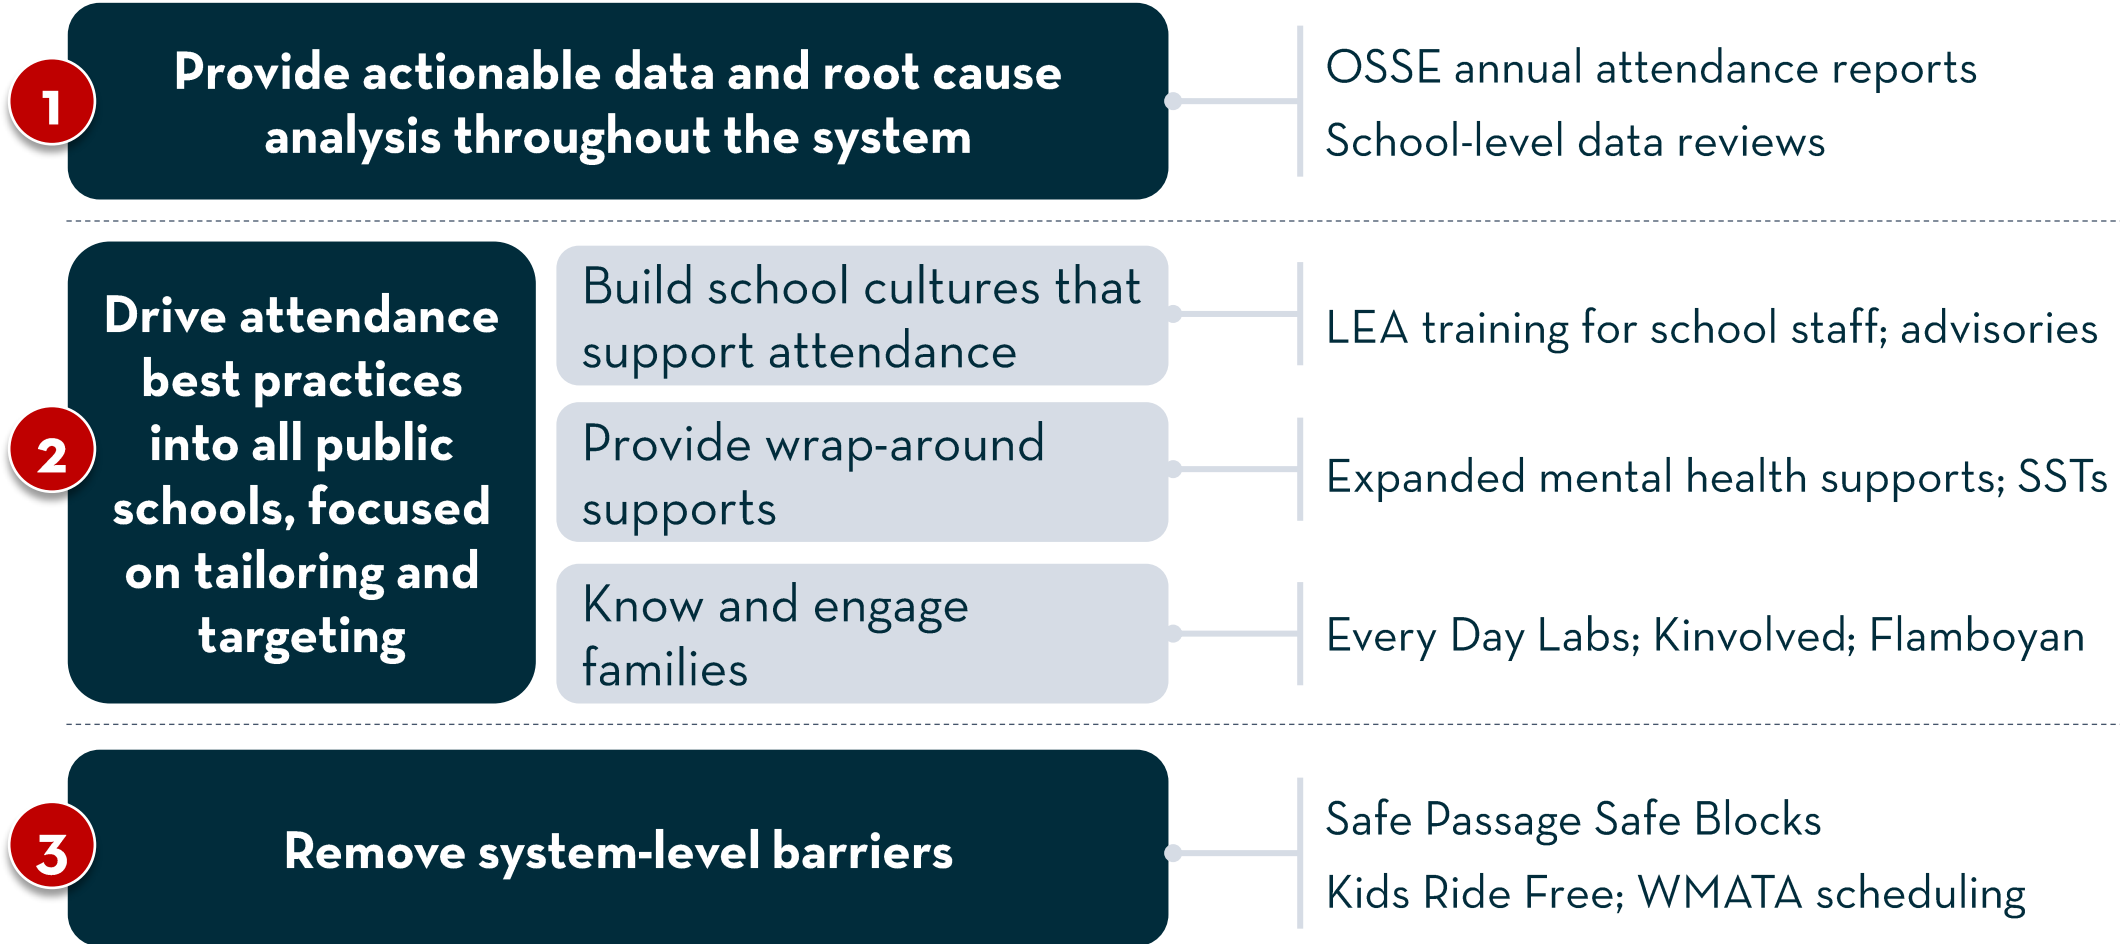 1
Provide actionable data and root cause
analysis throughout the system
OSSE annual attendance reports
School-level data reviews
2
Drive attendance
best practices
into all public
schools, focused
on tailoring and
targeting
Build school cultures that
support attendance
LEA training for school staff; advisories
Provide wrap-around
supports
Expanded mental health supports; SSTs
Know and engage
families
Every Day Labs; Kinvolved; Flamboyan
3
Remove system-level barriers
Safe Passage Safe Blocks
Kids Ride Free; WMATA scheduling